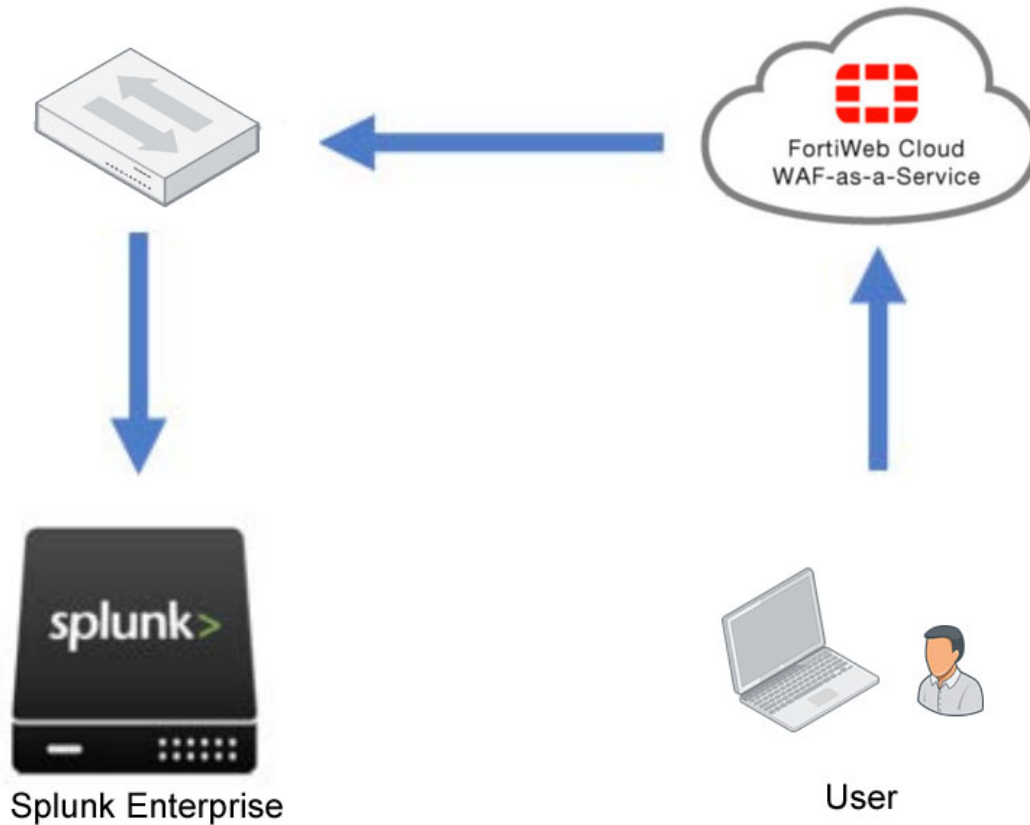 FortiWeb Cloud
WAF-as-a-Service
splunk>
Splunk Enterprise
User